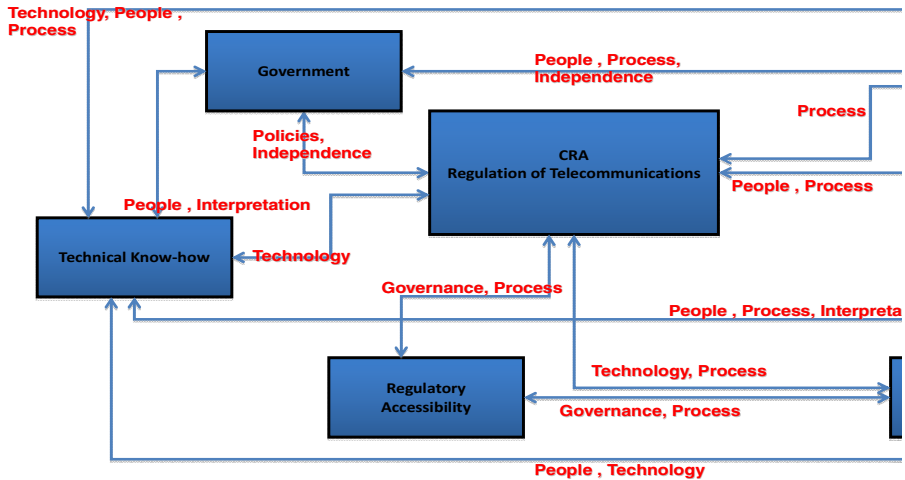 Technology, People ,
Process
Government
People , Process,
Independence
Process
Policies,
Independence
CRA
Regulation of Telecommunications
People , Process
People , Interpretation
Technical Know-how
Technology
Governance, Process
People , Process, Interpreta
Regulatory
Accessibility
Technology, Process
Governance, Process
People , Technology